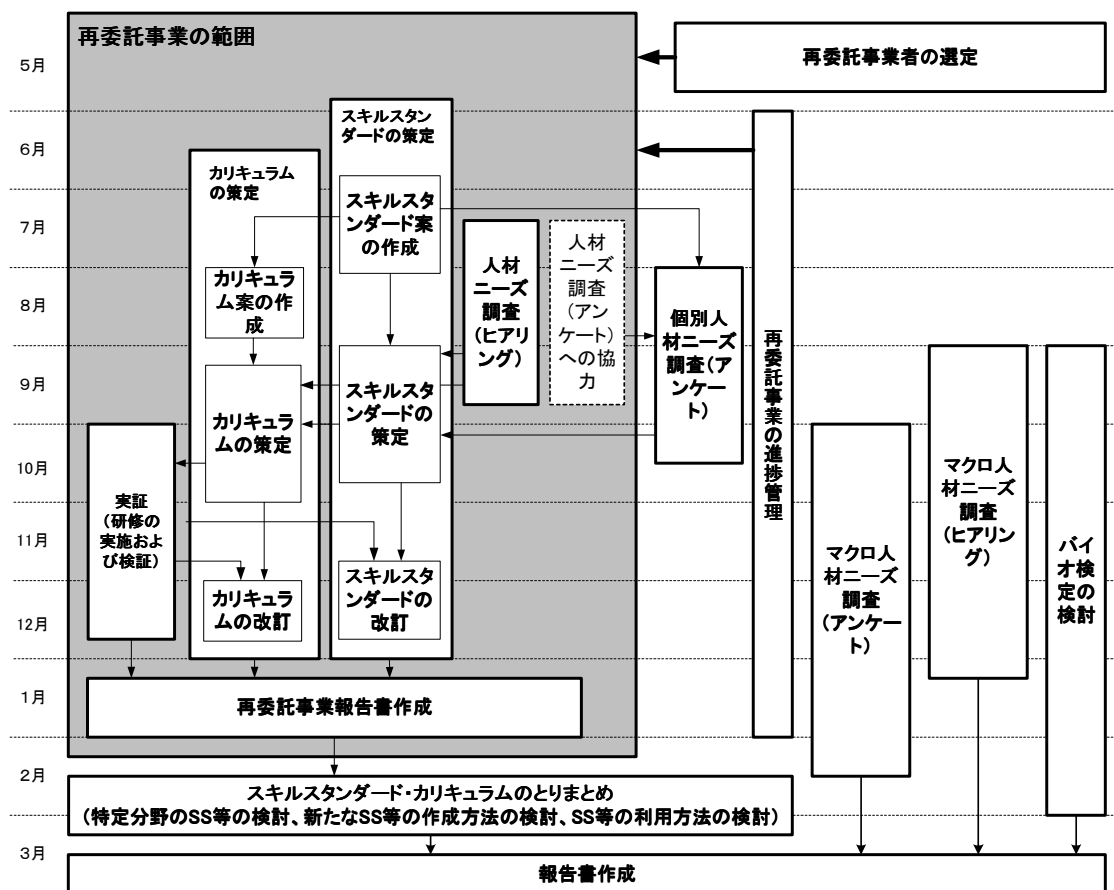 再委託事業の範囲
再委託事業者の選定
5月
6月
7月
8月
9月
10月
11月
12月
1月
2月
3月
スキルスタン
ダードの策定
カリキュラム
の策定
スキルスタ
ンダード案
の作成
カリキュラ
ム案の作
成
人材
ニーズ
調査
(ヒアリ
ング)
人材
ニーズ
調査
(アン
ケート)
への協
力
個別人
材ニーズ
調査(ア
ンケー
ト)
再委託事業の進捗管理
スキルスタ
ンダードの
策定
カリキュラ
ムの策定
実証
(研修の
実施およ
び検証)
カリキュラ
ムの改訂
スキルスタ
ンダードの
改訂
マクロ人
材ニーズ
調査
(アンケー
ト)
マクロ人
材ニーズ
調査
(ヒアリン
グ)
バイ
オ検
定の
検討
再委託事業報告書作成
スキルスタンダード・カリキュラムのとりまとめ
(特定分野のSS等の検討、新たなSS等の作成方法の検討、SS等の利用方法の検討)
報告書作成